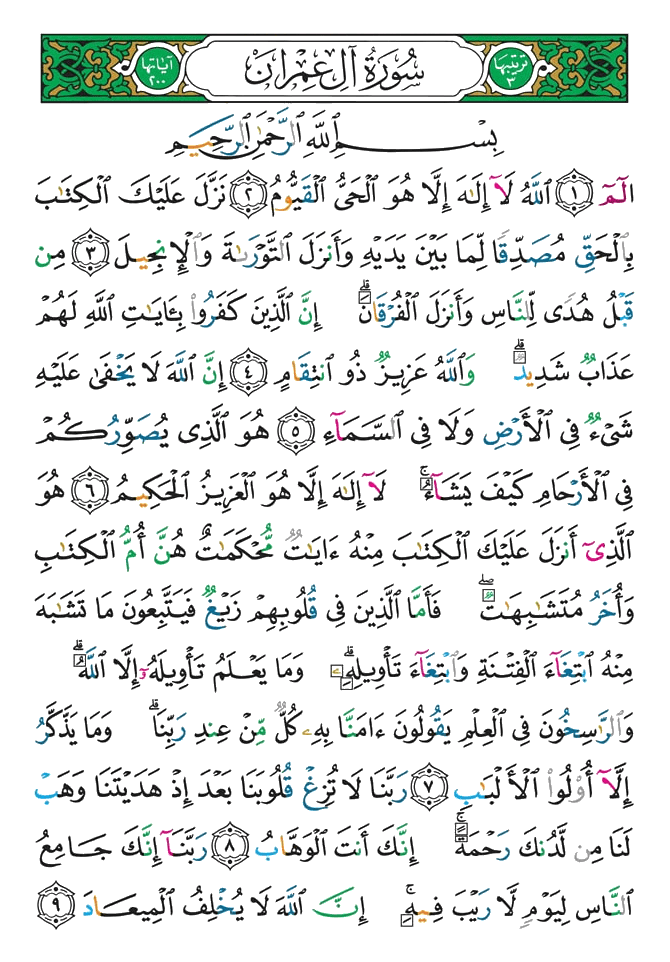 ترتيبها ٣ سُورَةُ آلِ عِمْرَانَ آيَاتُهَا ٢٠٠
بِسْمِ ٱللَّهِ ٱلرَّحْمَٰنِ ٱلرَّحِيمِ
الٓمٓ ١ ٱللَّهُ لَآ إِلَٰهَ إِلَّا هُوَ ٱلْحَىُّ ٱلْقَيُّومُ ٢ نَزَّلَ عَلَيْكَ ٱلْكِتَٰبَ
بِٱلْحَقِّ مُصَدِّقًا لِّمَا بَيْنَ يَدَيْهِ وَأَنزَلَ ٱلتَّوْرَىٰةَ وَٱلْإِنجِيلَ ٣ مِن
قَبْلُ هُدًى لِّلنَّاسِ وَأَنزَلَ ٱلْفُرْقَانَ ۗ إِنَّ ٱلَّذِينَ كَفَرُوا۟ بِـَٔايَٰتِ ٱللَّهِ لَهُمْ
عَذَابٌ شَدِيدٌ ۗ وَٱللَّهُ عَزِيزٌ ذُو ٱنتِقَامٍ ٤ إِنَّ ٱللَّهَ لَا يَخْفَىٰ عَلَيْهِ
شَىْءٌ فِى ٱلْأَرْضِ وَلَا فِى ٱلسَّمَآءِ ٥ هُوَ ٱلَّذِى يُصَوِّرُكُمْ
فِى ٱلْأَرْحَامِ كَيْفَ يَشَآءُ ۚ لَآ إِلَٰهَ إِلَّا هُوَ ٱلْعَزِيزُ ٱلْحَكِيمُ ٦ هُوَ
ٱلَّذِىٓ أَنزَلَ عَلَيْكَ ٱلْكِتَٰبَ مِنْهُ ءَايَٰتٌ مُّحْكَمَٰتٌ هُنَّ أُمُّ ٱلْكِتَٰبِ
وَأُخَرُ مُتَشَٰبِهَٰتٌ ۖ فَأَمَّا ٱلَّذِينَ فِى قُلُوبِهِمْ زَيْغٌ فَيَتَّبِعُونَ مَا تَشَٰبَهَ
مِنْهُ ٱبْتِغَآءَ ٱلْفِتْنَةِ وَٱبْتِغَآءَ تَأْوِيلِهِۦ ۗ وَمَا يَعْلَمُ تَأْوِيلَهُۥٓ إِلَّا ٱللَّهُ ۗ
وَٱلرَّٰسِخُونَ فِى ٱلْعِلْمِ يَقُولُونَ ءَامَنَّا بِهِۦ كُلٌّ مِّنْ عِندِ رَبِّنَا ۗ وَمَا يَذَّكَّرُ
إِلَّآ أُو۟لُوا۟ ٱلْأَلْبَٰبِ ٧ رَبَّنَا لَا تُزِغْ قُلُوبَنَا بَعْدَ إِذْ هَدَيْتَنَا وَهَبْ
لَنَا مِن لَّدُنكَ رَحْمَةً ۚ إِنَّكَ أَنتَ ٱلْوَهَّابُ ٨ رَبَّنَآ إِنَّكَ جَامِعُ
ٱلنَّاسِ لِيَوْمٍ لَّا رَيْبَ فِيهِ ۚ إِنَّ ٱللَّهَ لَا يُخْلِفُ ٱلْمِيعَادَ ٩